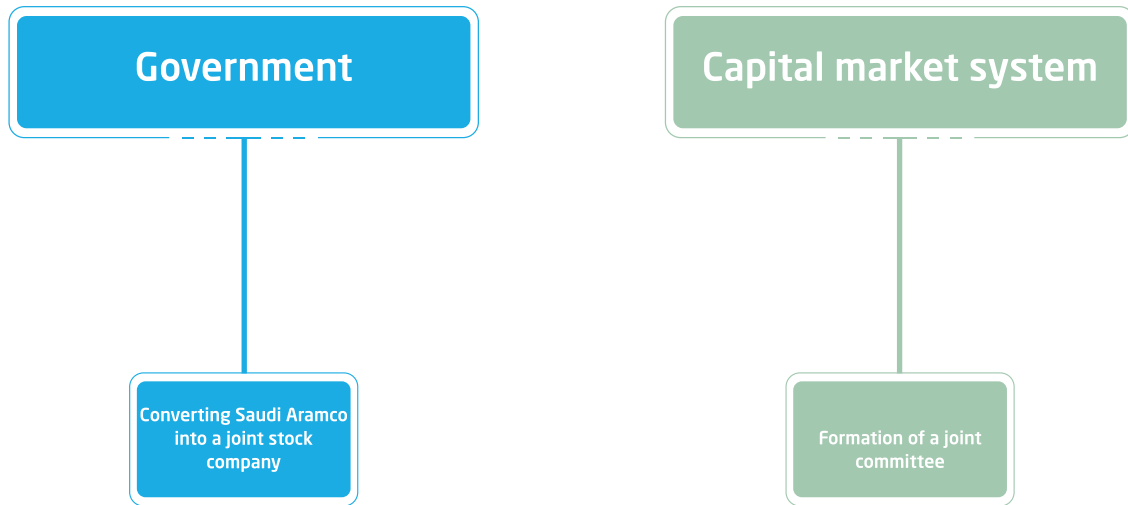 Government
Capital market system
Converting Saudi Aramco
into a joint stock
company
Formation of a joint
committee